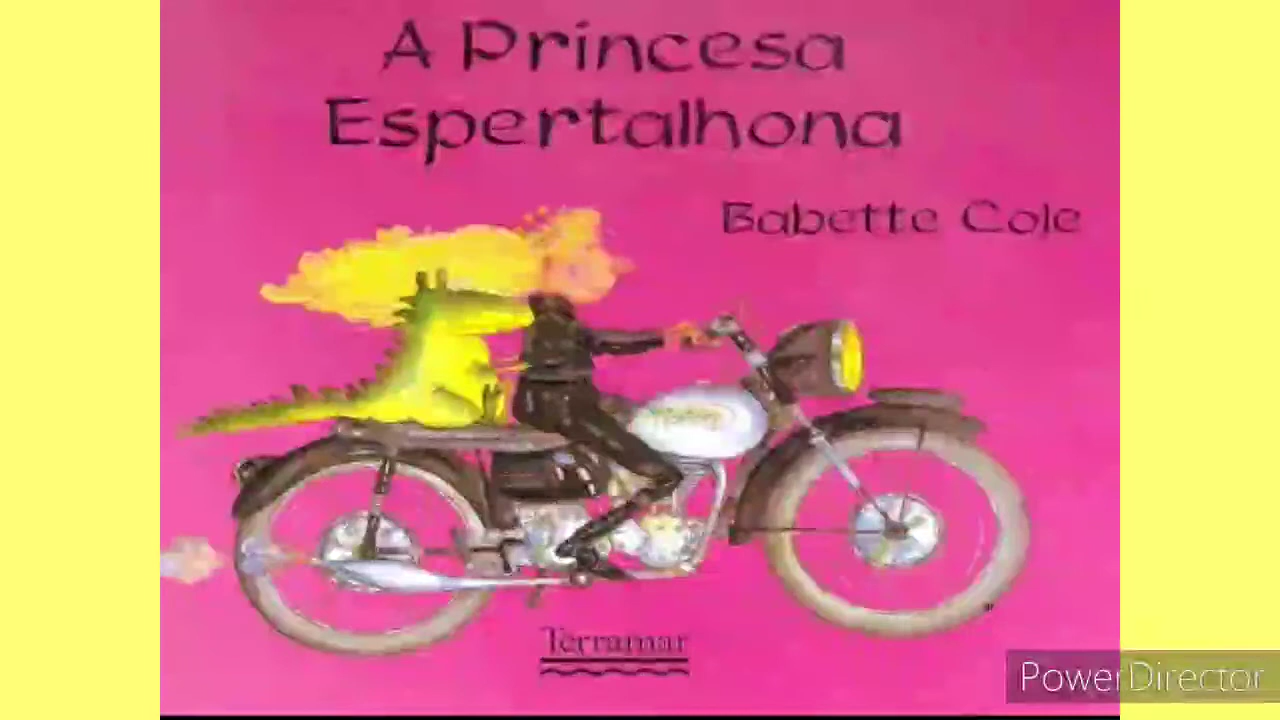 A Princesa
Espertalhona
Babette Cole
Terramar
PowerDirector